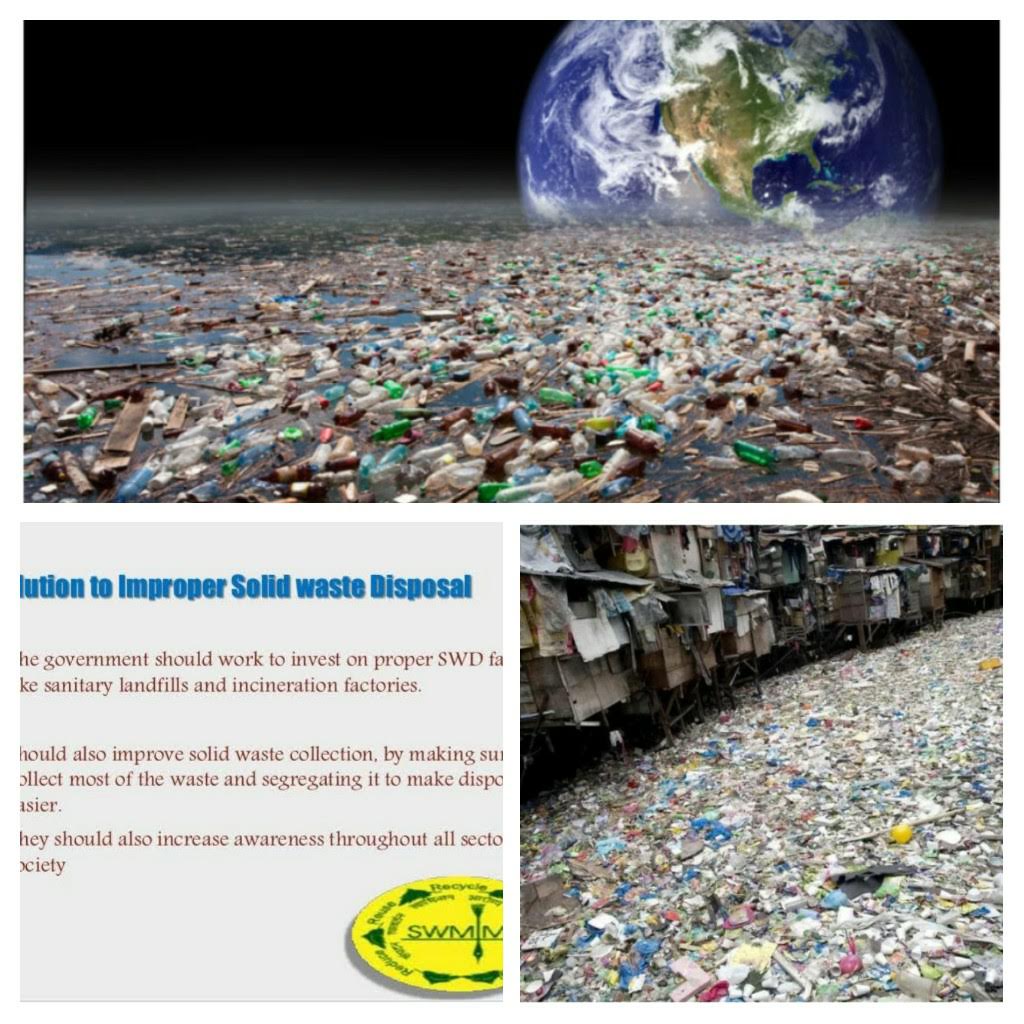 lution to Improper Solid waste Disposal
he government should work to invest on proper SWD fa
ke sanitary landfills and incineration factories.
hould also improve solid waste collection, by making sur
ollect most of the waste and segregating it to make dispo
asier.
hey should also increase awareness throughout all secto
ociety
Recycle
Reuse
Reduce
SWM